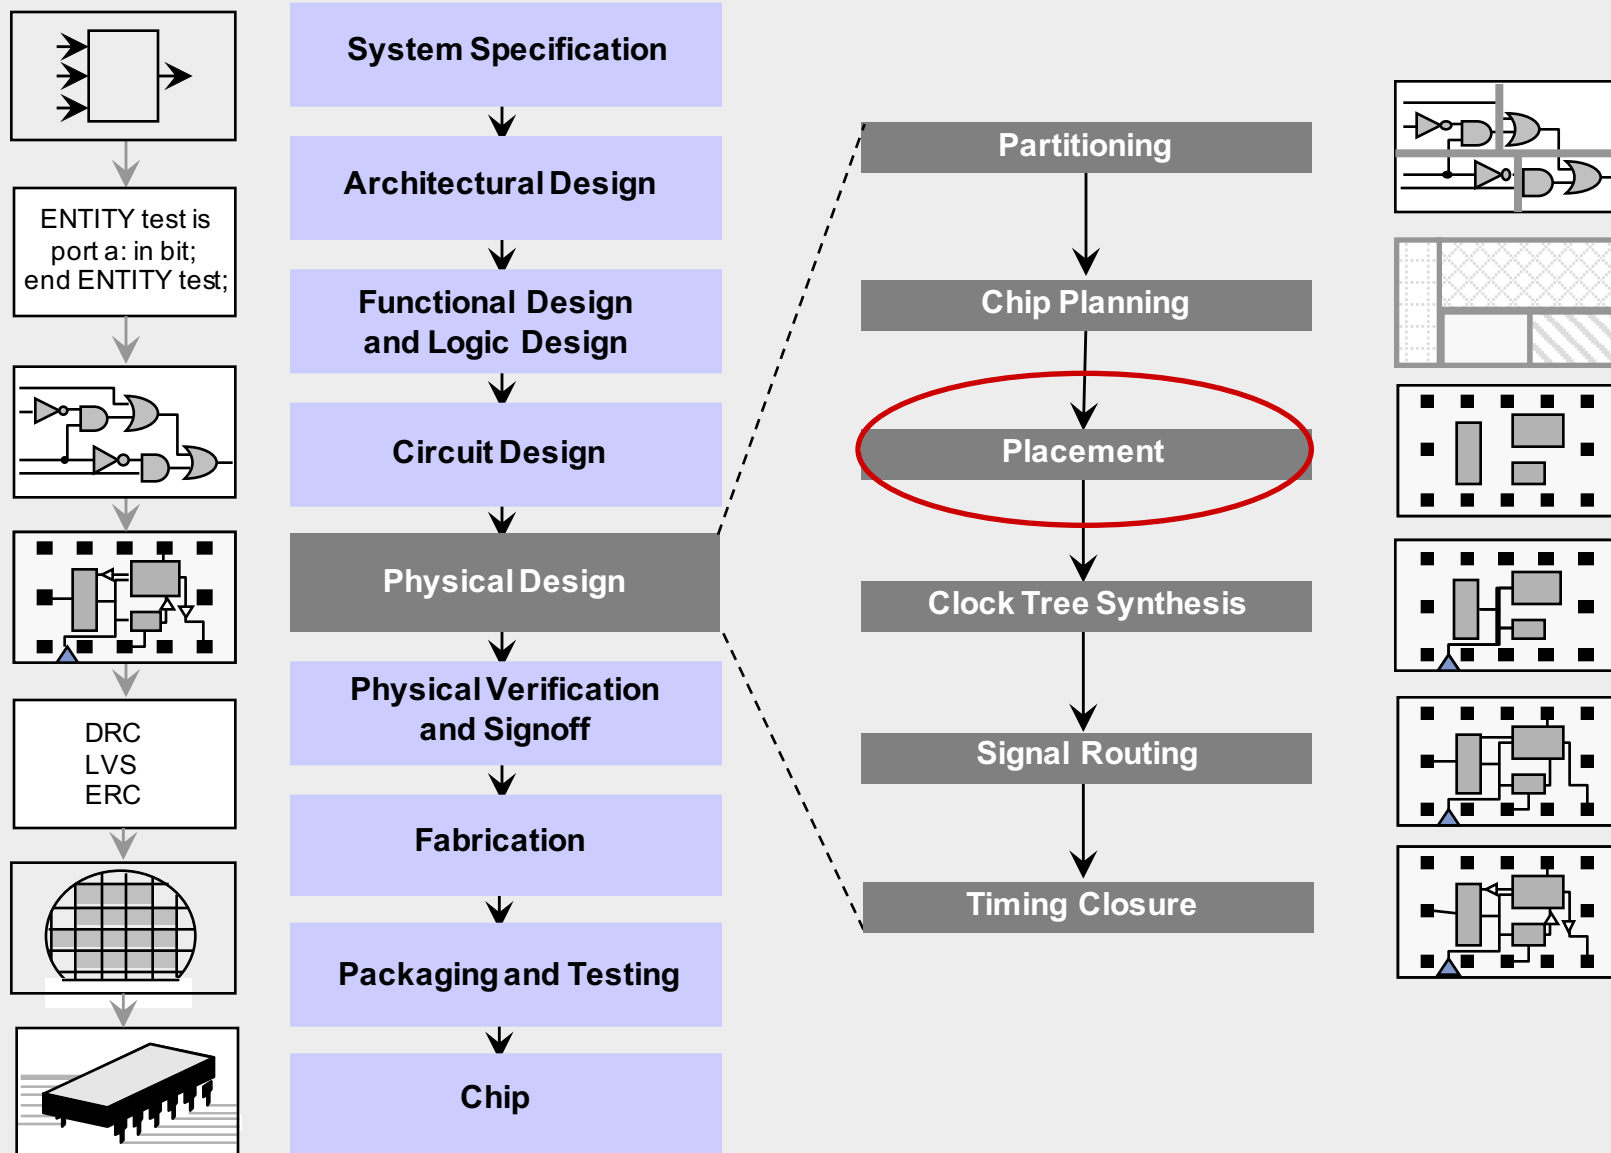 System Specification
Architectural Design
Functional Design
and Logic Design
Circuit Design
Physical Design
Physical Verification
and Signoff
Fabrication
Packaging and Testing
Chip
ENTITY test is
port a: in bit;
end ENTITY test;
DRC
LVS
ERC
Partitioning
Chip Planning
Placement
Clock Tree Synthesis
Signal Routing
Timing Closure